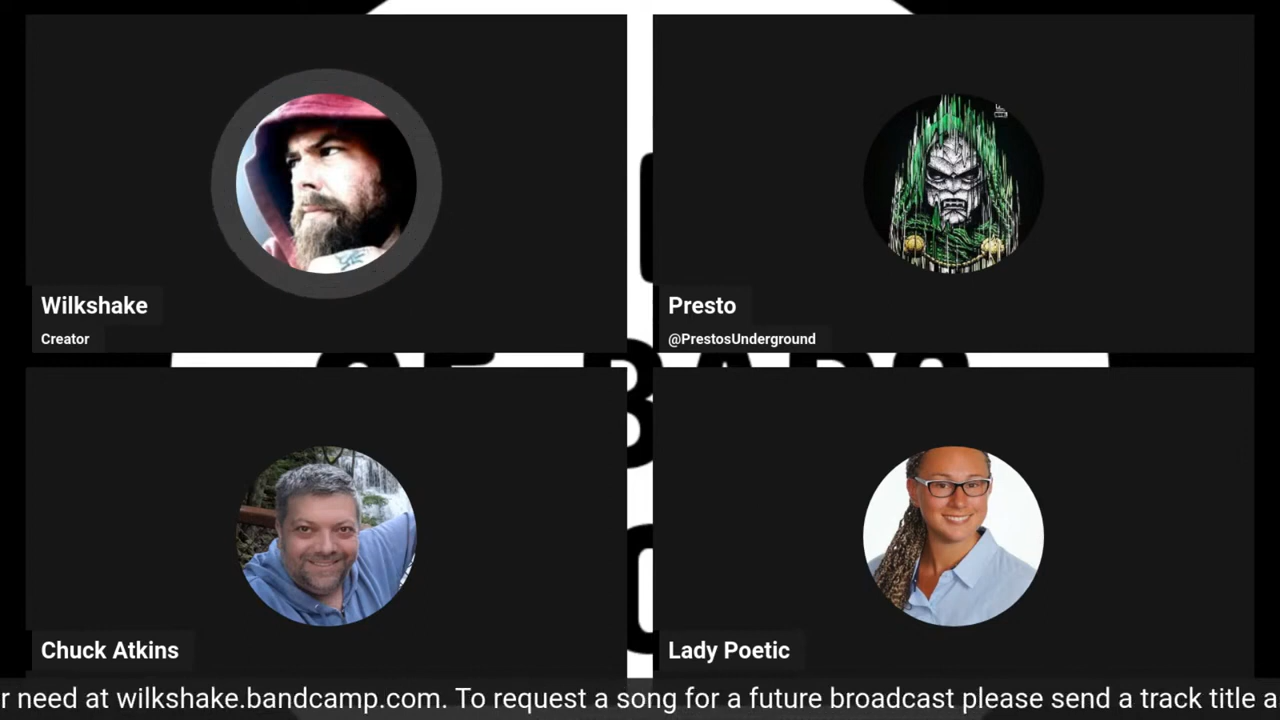 Wilkshake
Creator
Presto
@PrestosUnderground
Chuck Atkins
Lady Poetic
r need at wilkshake.bandcamp.com. To request a song for a future broadcast please send a track title a